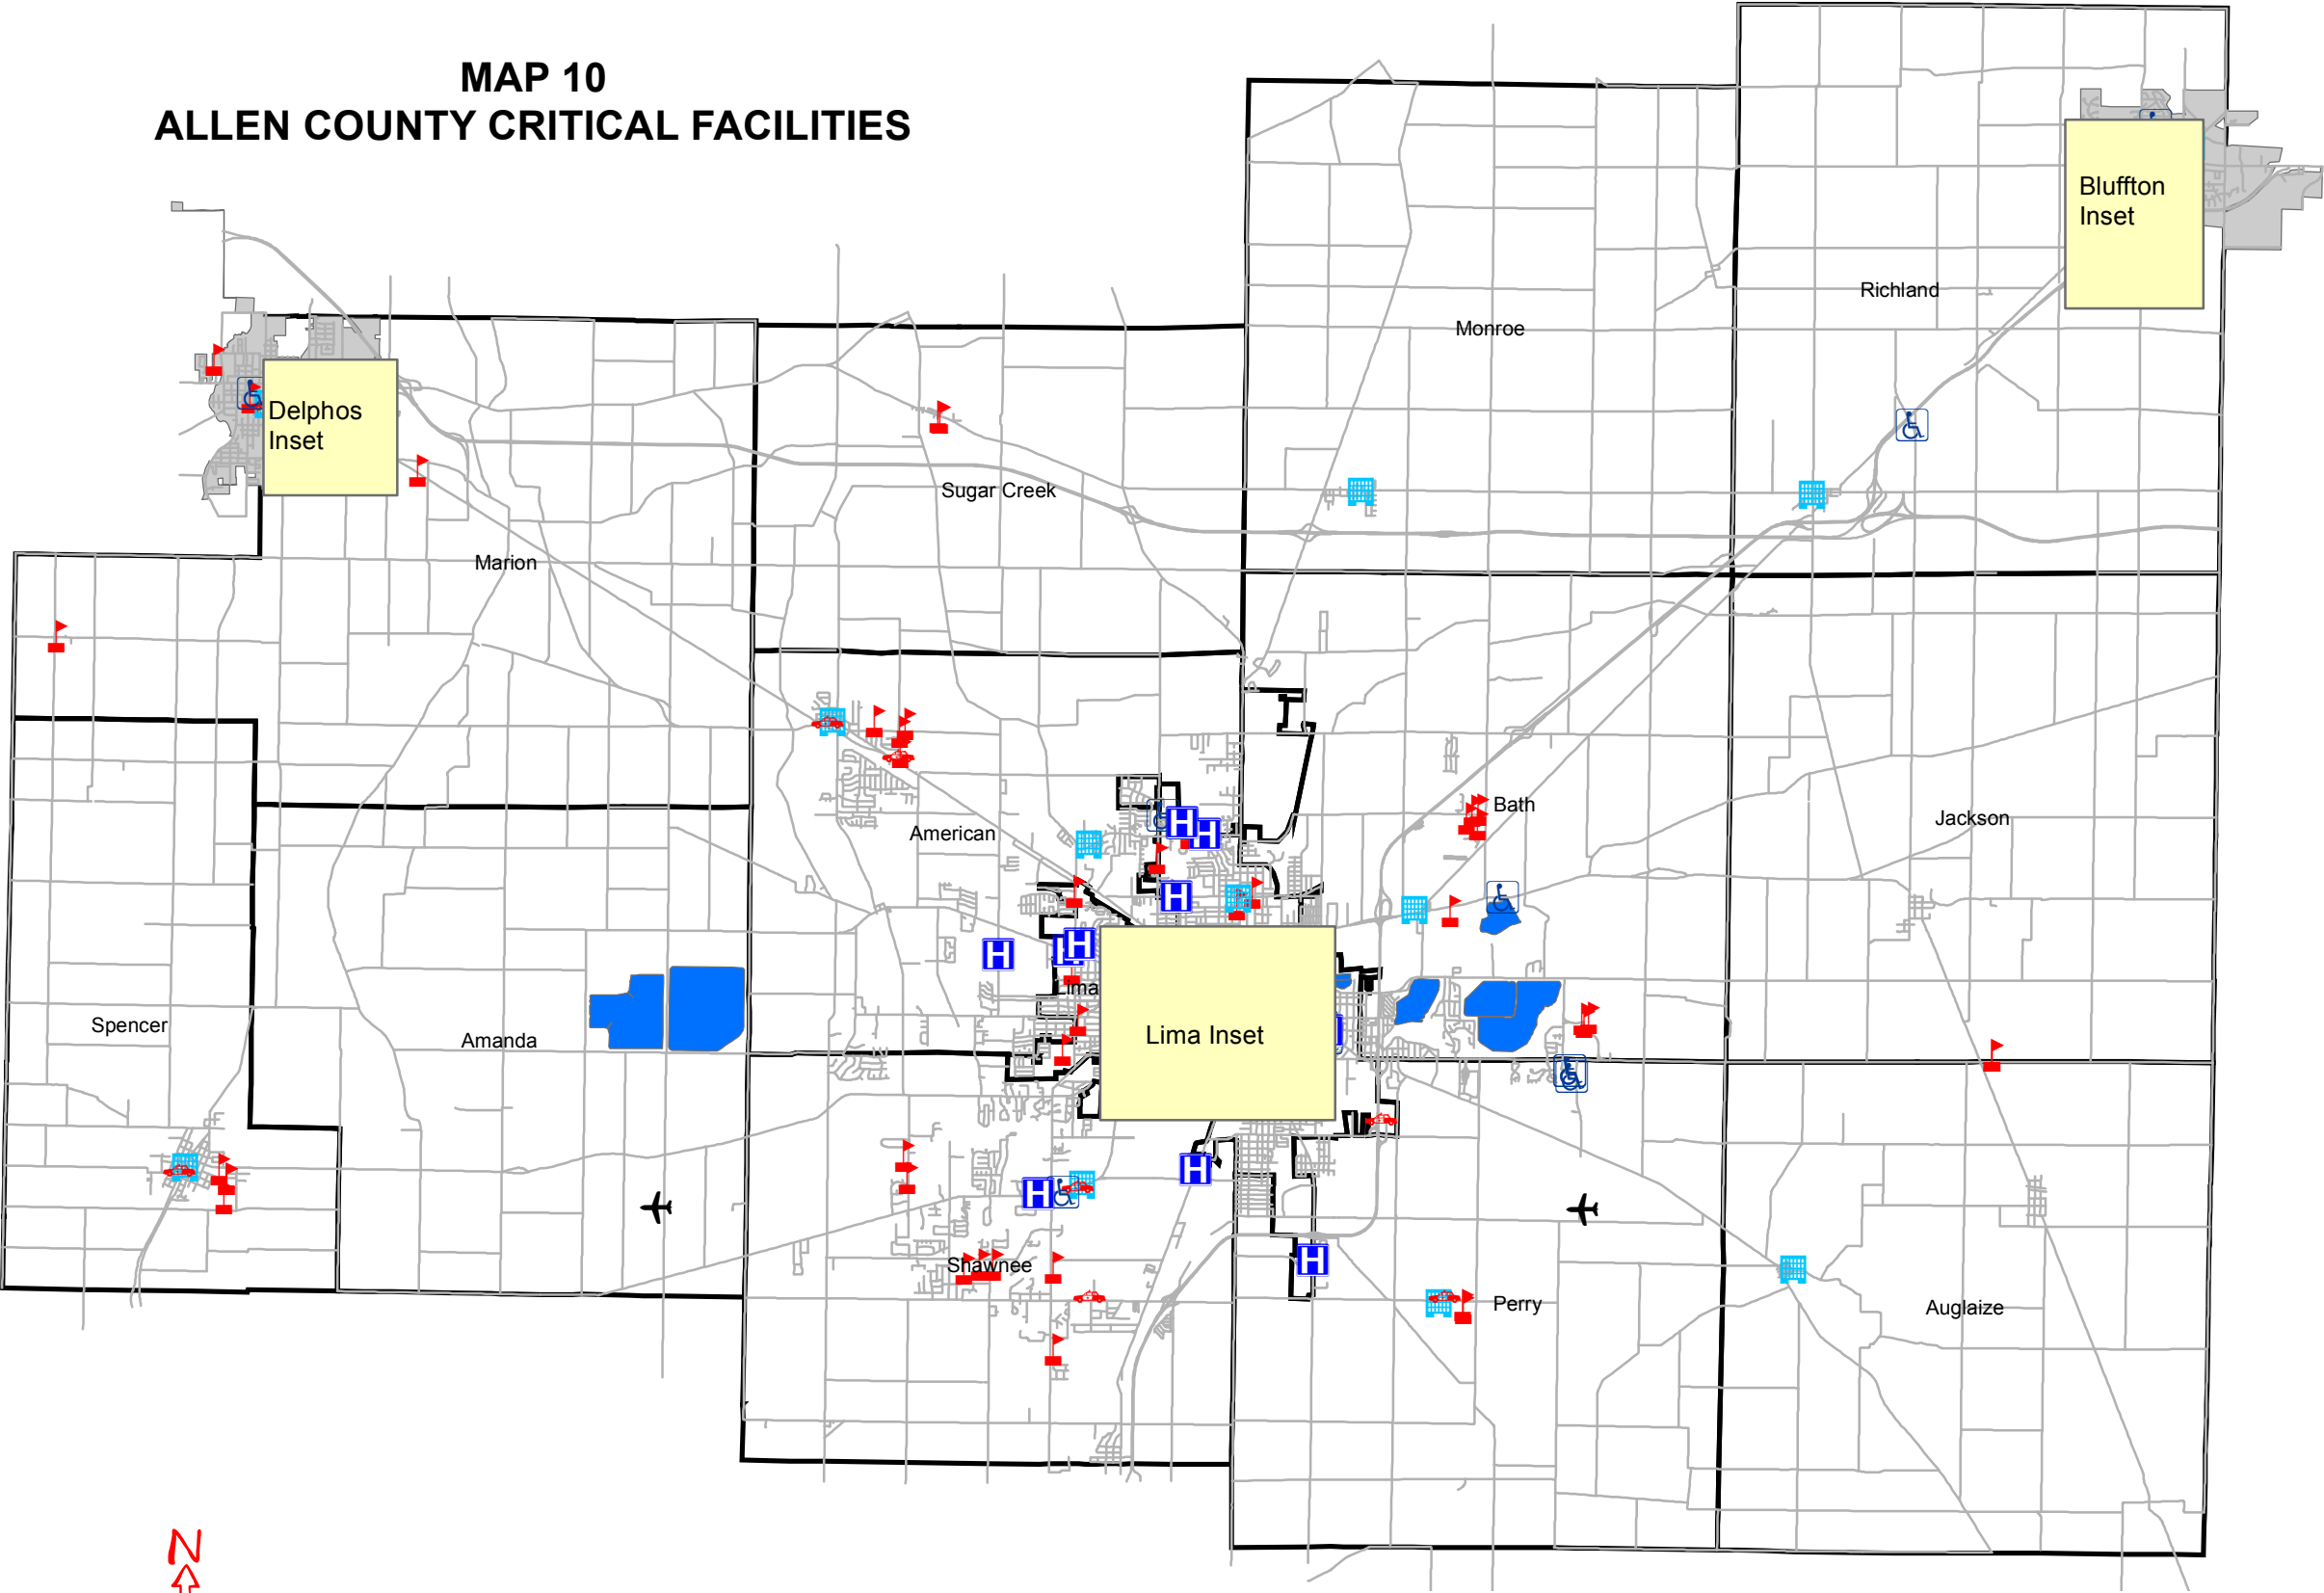 MAP 10
ALLEN COUNTY CRITICAL FACILITIES
Bluffton
Inset
Richland
Monroe
Delphos
Inset
Sugar Creek
Marion
Bath
American
Jackson
Lima
Spencer
Amanda
Lima Inset
Shawnee
Perry
Auglaize
H
H
H
H
H
H
H
H
H
N